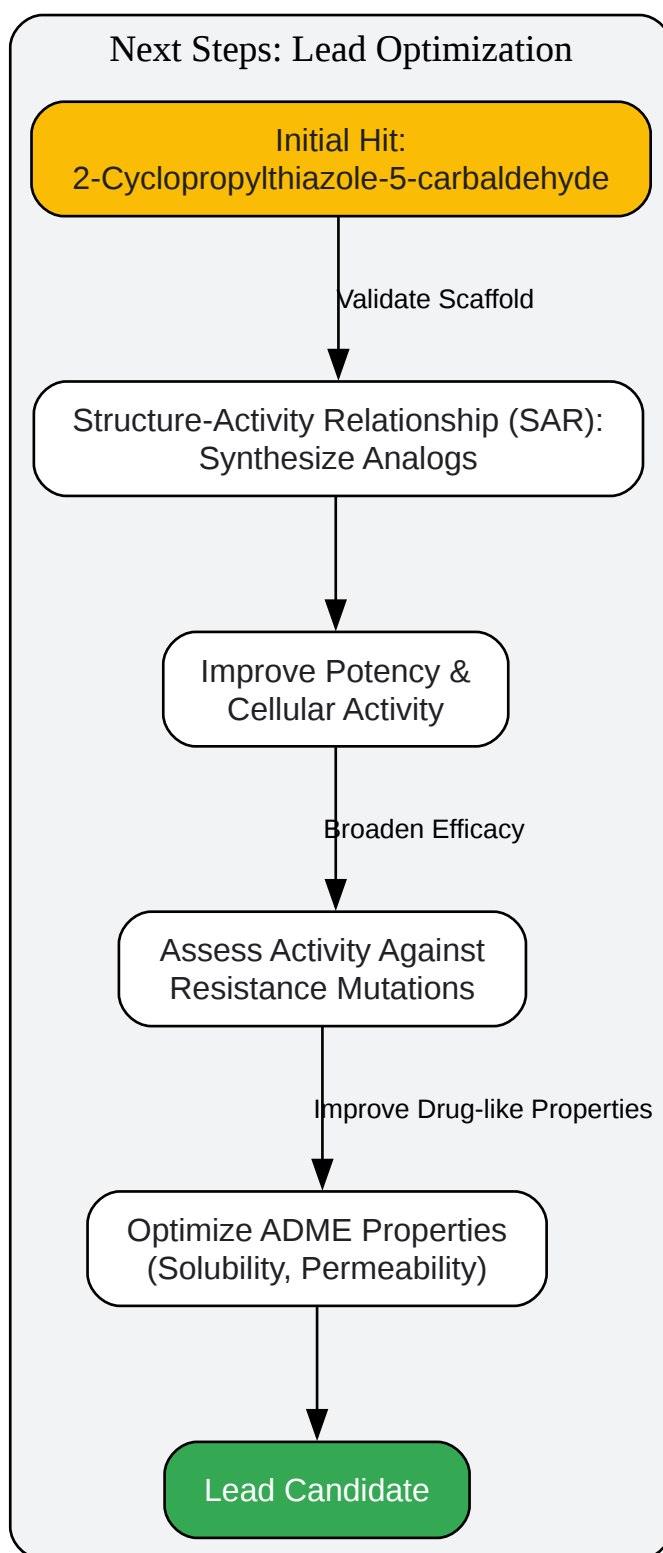 Next Steps: Lead Optimization
Initial Hit:
2-Cyclopropylthiazole-5-carbaldehyde
Validate Scaffold
Structure-Activity Relationship (SAR):
Synthesize Analogs
Improve Potency &
Cellular Activity
Broaden Efficacy
Assess Activity Against
Resistance Mutations
Improve Drug-like Properties
Optimize ADME Properties
(Solubility, Permeability)
Lead Candidate